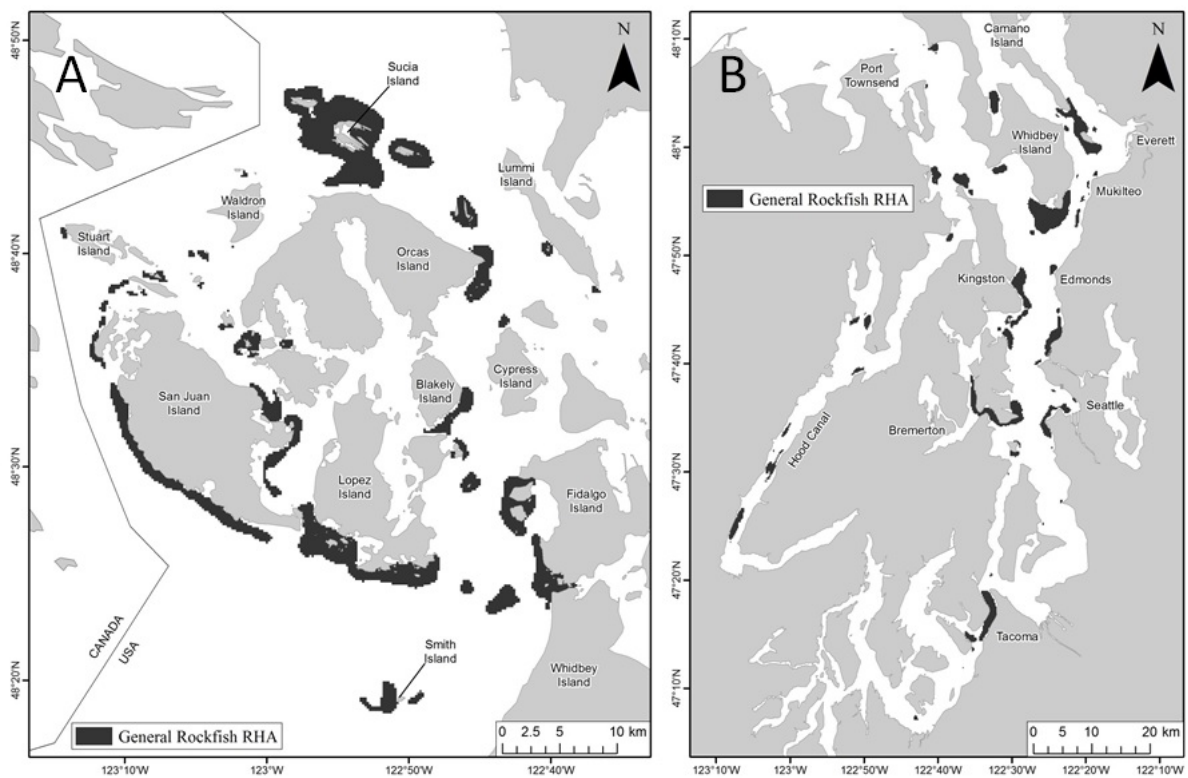 A
N
Sucia
Island
Lummi
Island
Waldron
Island
Stuart
Island
Orcas
Island
Cypress
Island
Blakely
Island
San Juan
Island
Lopez
Island
Fidalgo
Island
CANADA
USA
Smith
Island
Whidbey
Island
General Rockfish RHA
0 2.5 5 10 km
48°50'N
48°40'N
48°30'N
48°20'N
123°10'W
123°W
122°50'W
122°40'W
B
N
Camano
Island
Port
Townsend
Whidbey
Island
Everett
Mukilteo
General Rockfish RHA
Kingston
Edmonds
Seattle
Bremerton
Hood Canal
Tacoma
0 5 10 20 km
48°10'N
48°N
47°50'N
47°40'N
47°30'N
47°20'N
47°10'N
123°10'W
123°W
122°50'W
122°40'W
122°30'W
122°20'W
122°10'W